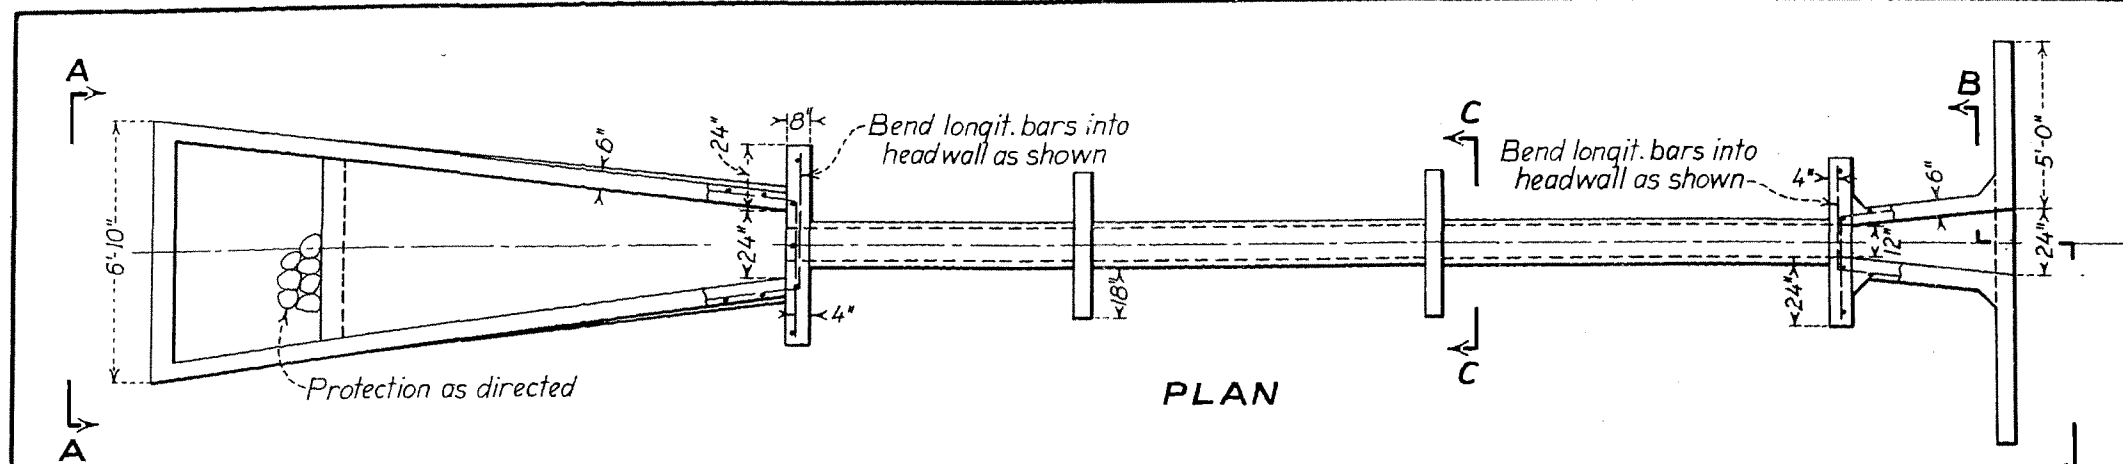 A
A
6'-10"
6"
24"
24"
8"
Bend longit. bars into
headwall as shown
4"
Protection as directed
18"
C
C
PLAN
Bend longit. bars into
headwall as shown
4"
24"
12"
6"
B
5'-0"
24"